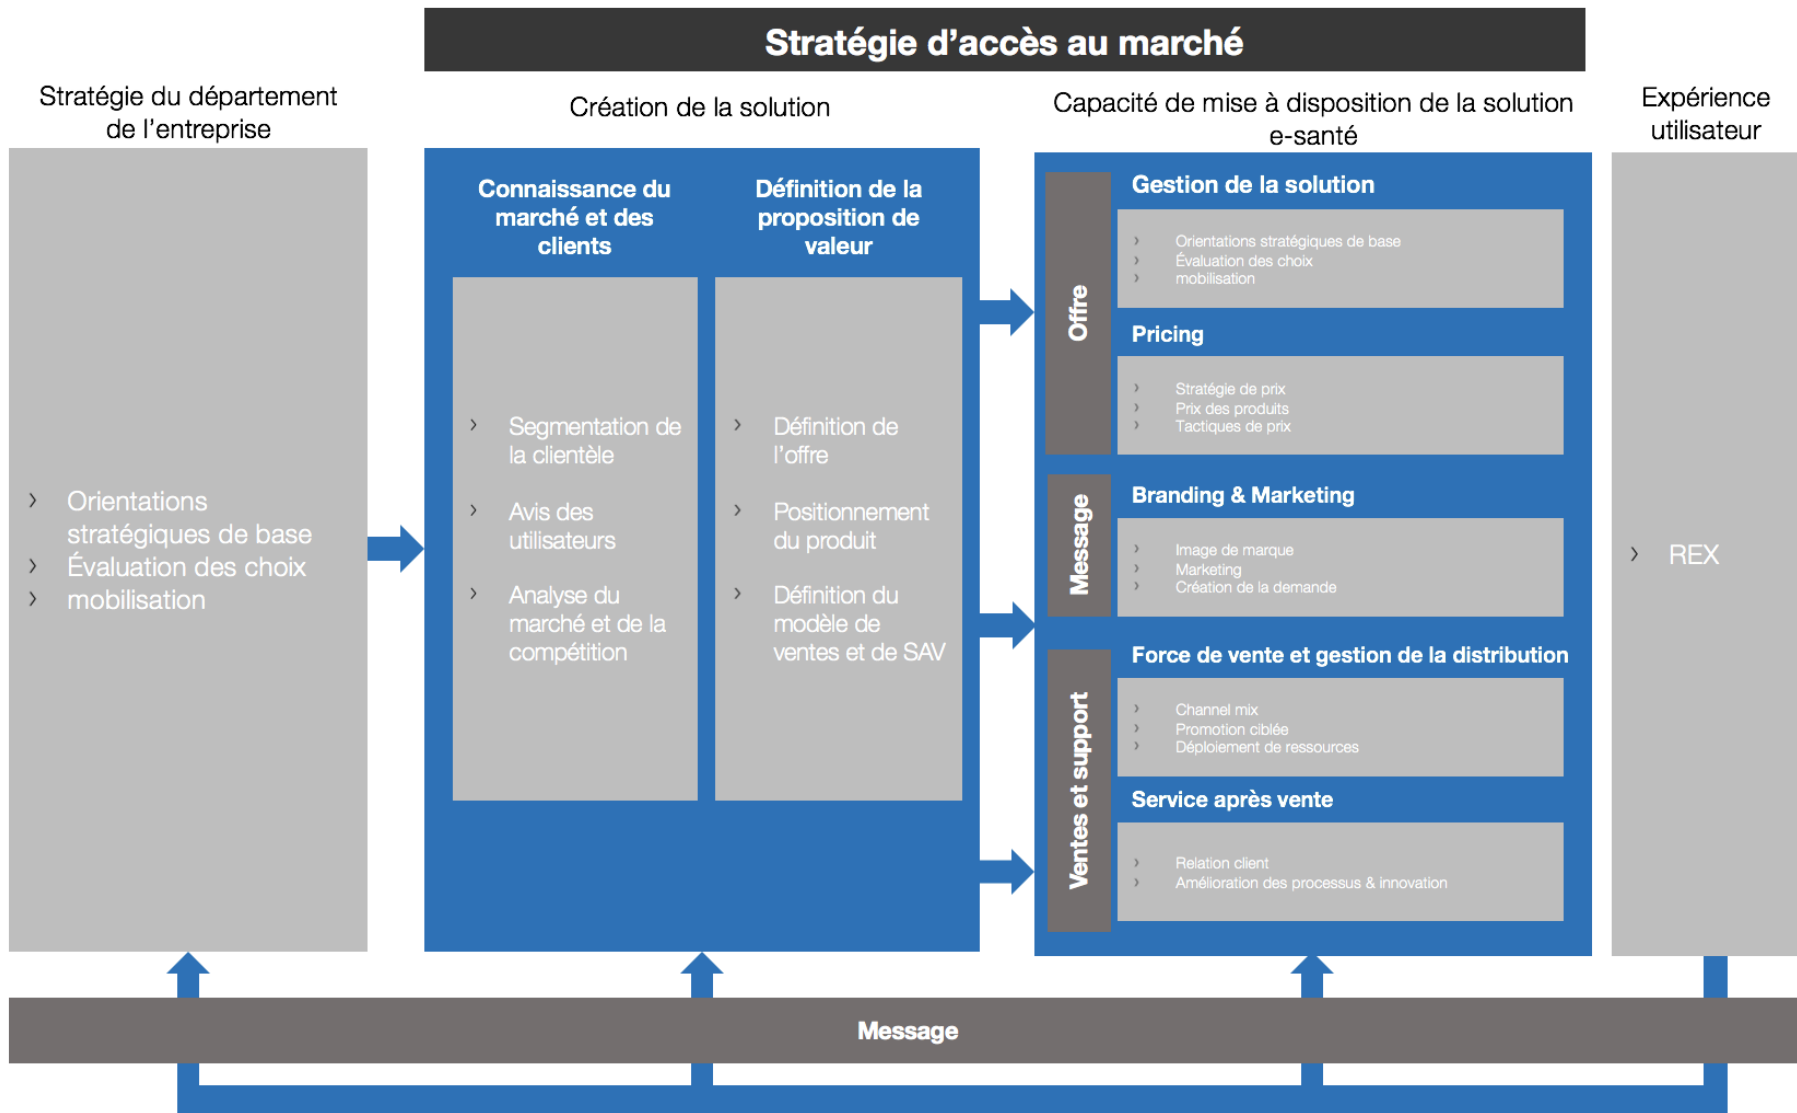 Stratégie d'accès au marché
Stratégie du département
de l'entreprise
Création de la solution
Capacité de mise à disposition de la solution
e-santé
Expérience
utilisateur
› Orientations
stratégiques de base
› Évaluation des choix
› mobilisation
Connaissance du
marché et des
clients
› Segmentation de
la clientèle
› Avis des
utilisateurs
› Analyse du
marché et de la
compétition
Définition de la
proposition de
valeur
› Définition de
l'offre
› Positionnement
du produit
› Définition du
modèle de
ventes et de SAV
Offre
Gestion de la solution
› Orientations stratégiques de base
› Évaluation des choix
› mobilisation
Pricing
› Stratégie de prix
› Prix des produits
› Tactiques de prix
Message
Branding & Marketing
› Image de marque
› Marketing
› Création de la demande
Ventes et support
Force de vente et gestion de la distribution
› Channel mix
› Promotion ciblée
› Déploiement de ressources
Service après vente
› Relation client
› Amélioration des processus & innovation
› REX
Message